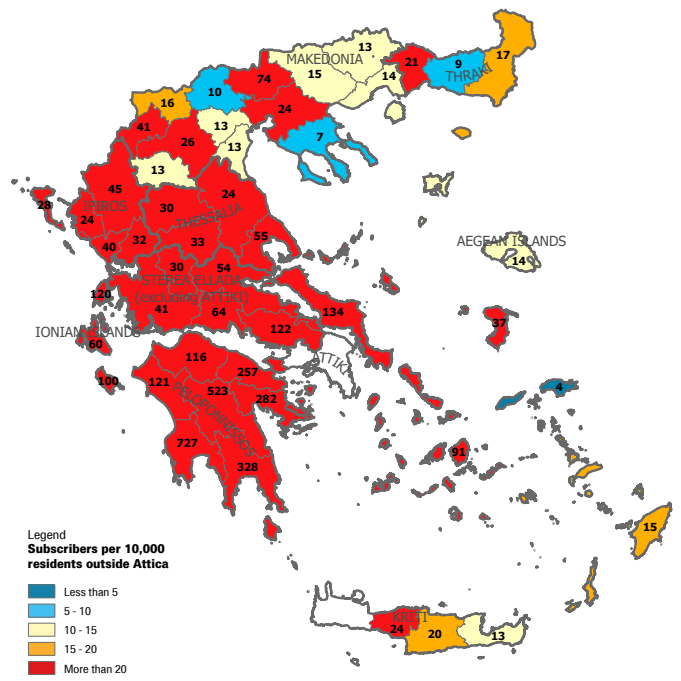 13
17
MAKEDONIA
21
9
74
15
14
THRAKI
10
16
24
41
13
7
26
13
13
45
24
28
IPIROS
30
24
THESSALIA
40
32
33
55
AEGEAN ISLANDS
14
30
54
STEREA ELLADA
120
(excluding ATTIKI)
41
64
134
37
IONIAN ISLANDS
122
60
116
ATTIKI
257
100
121
523
4
282
PELOPONNISSOS
727
91
328
15
Legend
Subscribers per 10,000
residents outside Attica
Less than 5
5 - 10
10 - 15
15 - 20
More than 20
KRITI
24
20
13